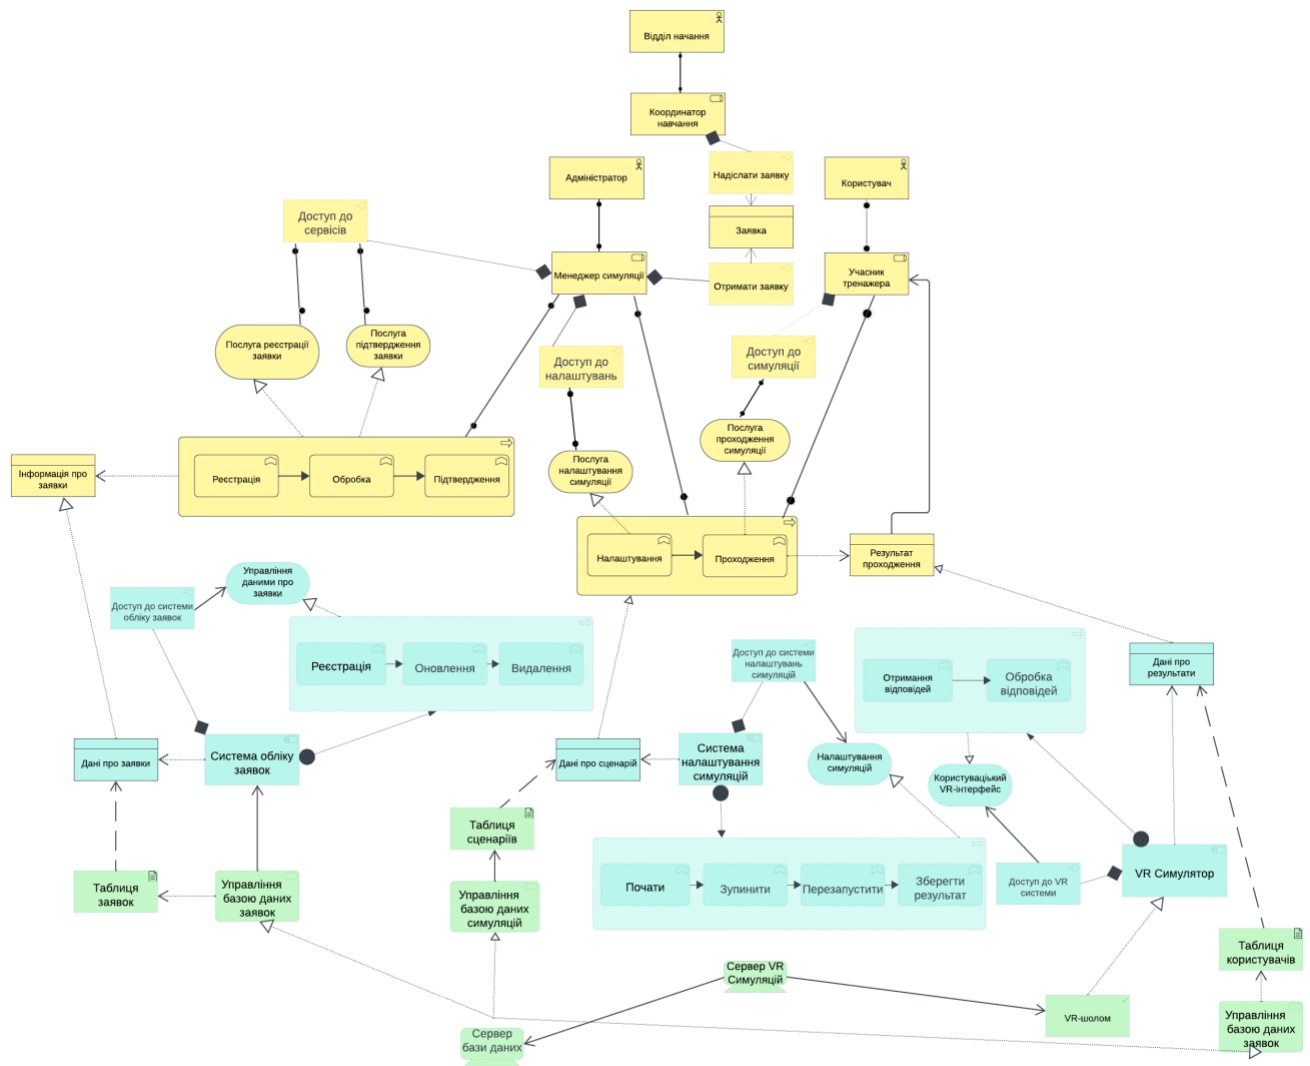 Відділ начання
Координатор
навчання
Надіслати заявку
Адміністратор
Користувач
Доступ до
сервісів
Заявка
Менеджер симуляції
Отримати заявку
Учасник
тренажера
Послуга реєстрації
заявки
Послуга
підтвердження
заявки
Доступ до
налаштувань
Доступ до
симуляції
Послуга
проходження
симуляції
Інформація про
заявки
Реєстрація
Обробка
Підтвердження
Послуга
налаштування
симуляції
Налаштування
Проходження
Результат
проходження
Управління
даними про
заявки
Доступ до системи
обліку заявок
Реєстрація
Оновлення
Видалення
Доступ до системи
налаштувань
симуляцій
Отримання
відповідей
Обробка
відповідей
Дані про
результати
Дані про заявки
Система обліку
заявок
Дані про сценарій
Система
налаштування
симуляцій
Налаштування
симуляцій
Користуваціький
VR-інтерфейс
Таблиця
сценаріїв
Таблиця
заявок
Управління
базою даних
заявок
Управління
базою даних
симуляцій
Почати
Зупинити
Перезапустити
Зберегти
результат
Доступ до VR
системи
VR Симулятор
Таблиця
користувачів
Сервер VR
Симуляцій
VR-шолом
Сервер
бази даних
Управління
базою даних
заявок